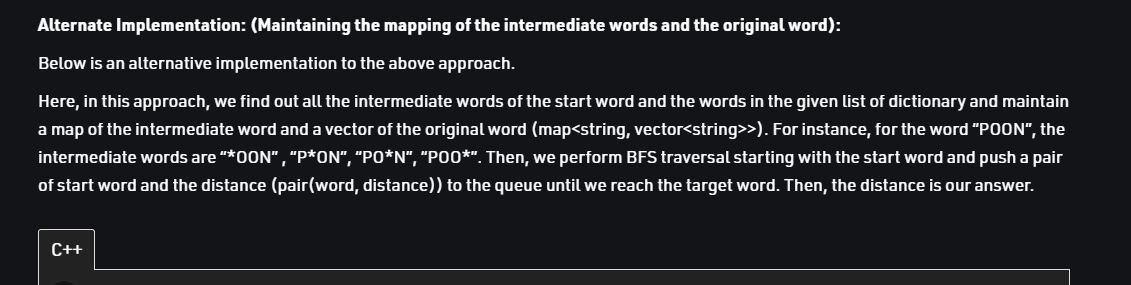 Alternate Implementation: (Maintaining the mapping of the intermediate words and the original word):
Below is an alternative implementation to the above approach.
Here, in this approach, we find out all the intermediate words of the start word and the words in the given list of dictionary and maintain
a map of the intermediate word and a vector of the original word (map<string, vector<string>>). For instance, for the word “POON”, the
intermediate words are “*OON” , “P*ON”, “PO*N”, “POO*”. Then, we perform BFS traversal starting with the start word and push a pair
of start word and the distance (pair(word, distance)) to the queue until we reach the target word. Then, the distance is our answer.
C++